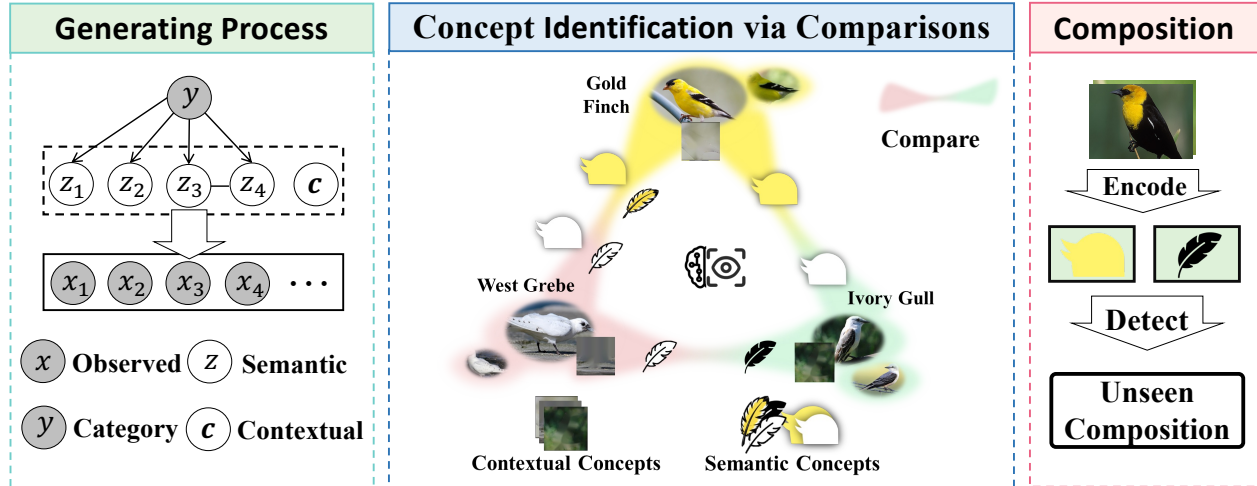 Generating Process
y
z₁ z₂ z₃ z₄ c
x₁ x₂ x₃ x₄ ...
x Observed z Semantic
y Category c Contextual
Concept Identification via Comparisons
Gold
Finch
Compare
West Grebe
Ivory Gull
Contextual Concepts
Semantic Concepts
Composition
Encode
Detect
Unseen
Composition